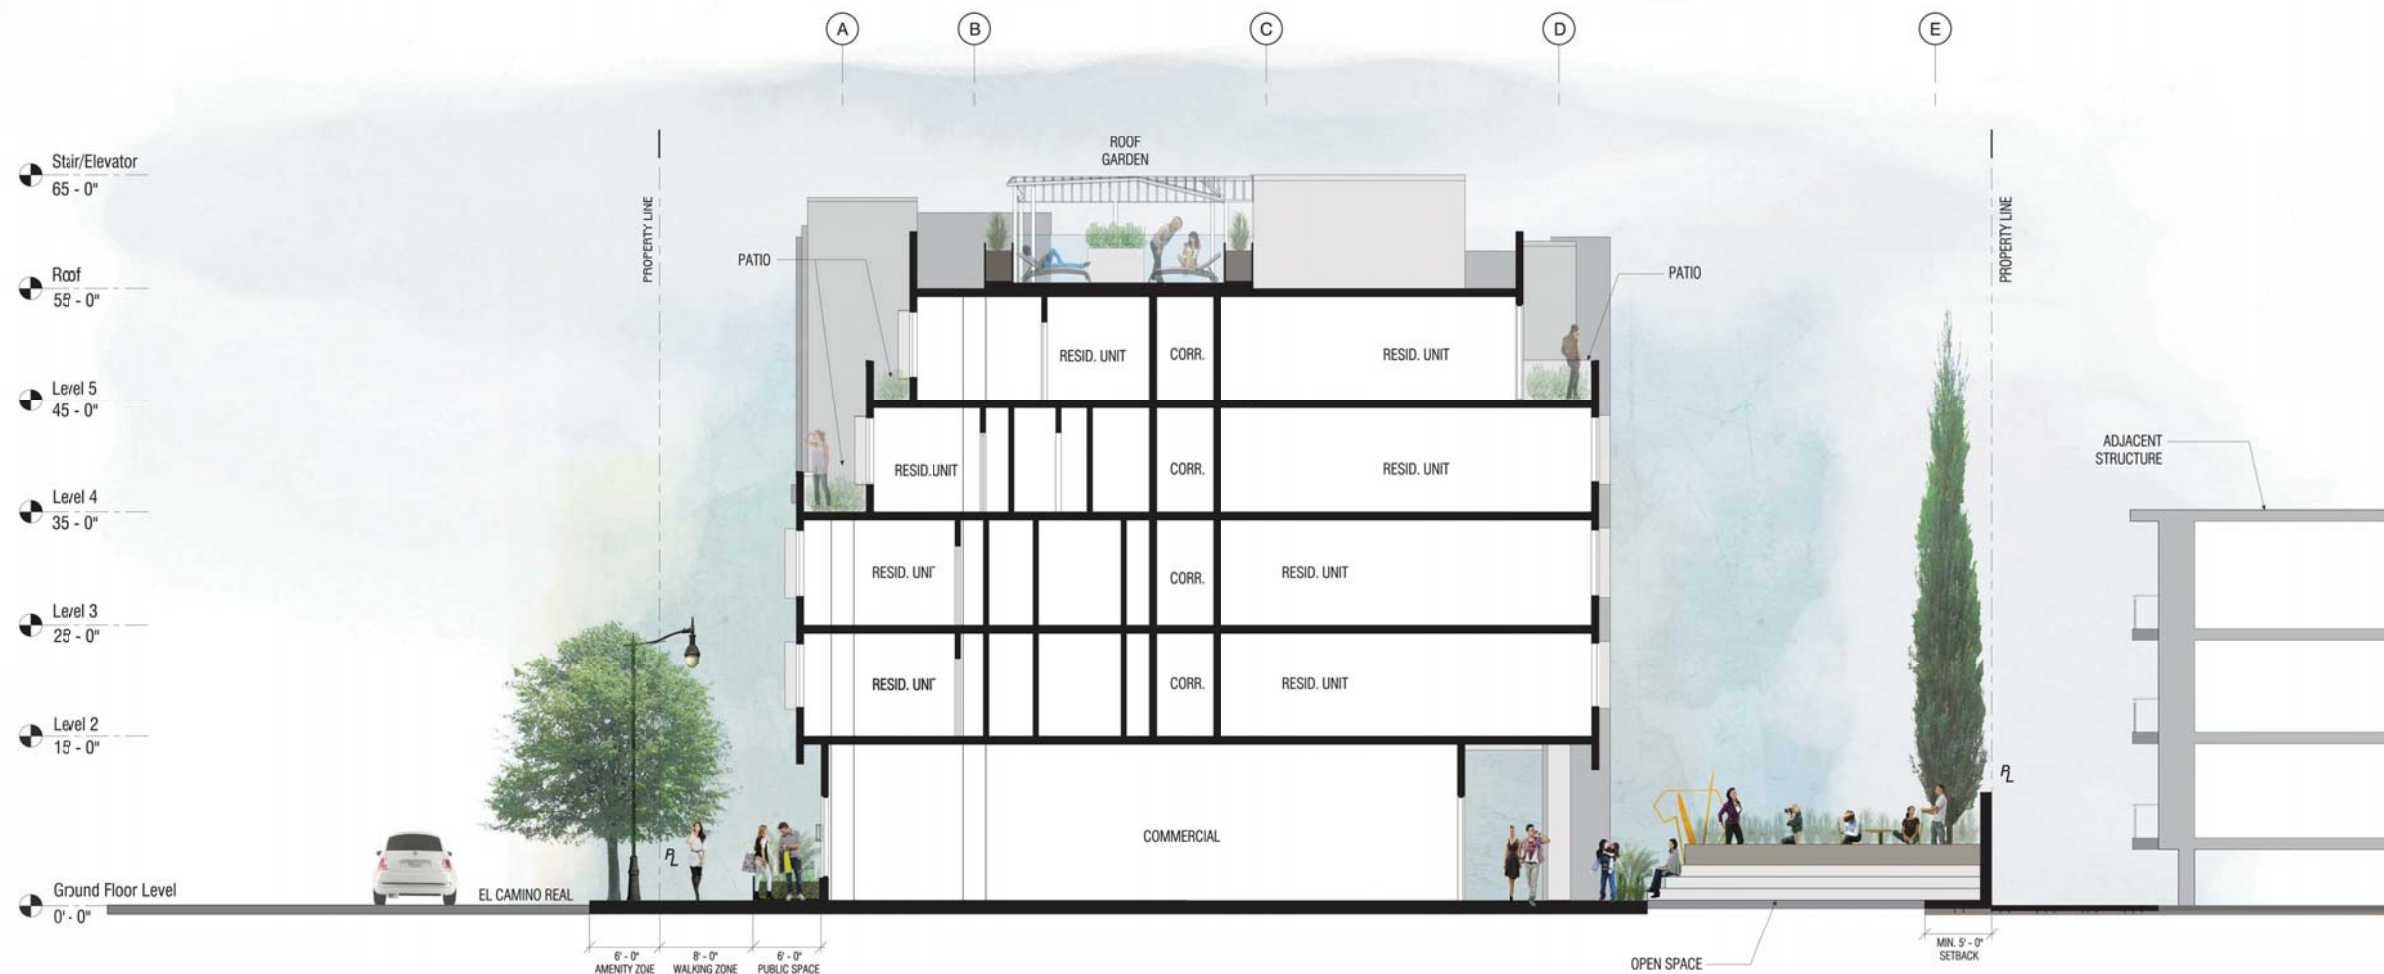 A
B
C
D
E
ROOF
GARDEN
Stair/Elevator
65 - 0"
PROPERTY LINE
PROPERTY LINE
PATIO
PATIO
Roof
55 - 0"
RESID. UNIT
CORR.
RESID. UNIT
Level 5
45 - 0"
ADJACENT
STRUCTURE
RESID.UNIT
CORR.
RESID. UNIT
Level 4
35 - 0"
RESID. UNIT
CORR.
RESID. UNIT
Level 3
25 - 0"
RESID. UNIT
CORR.
RESID. UNIT
Level 2
15 - 0"
PL
COMMERCIAL
PL
Ground Floor Level
0' - 0"
EL CAMINO REAL
6' - 0"
AMENITY ZONE
8' - 0"
WALKING ZONE
6' - 0"
PUBLIC SPACE
OPEN SPACE
MIN. 5' - 0"
SETBACK